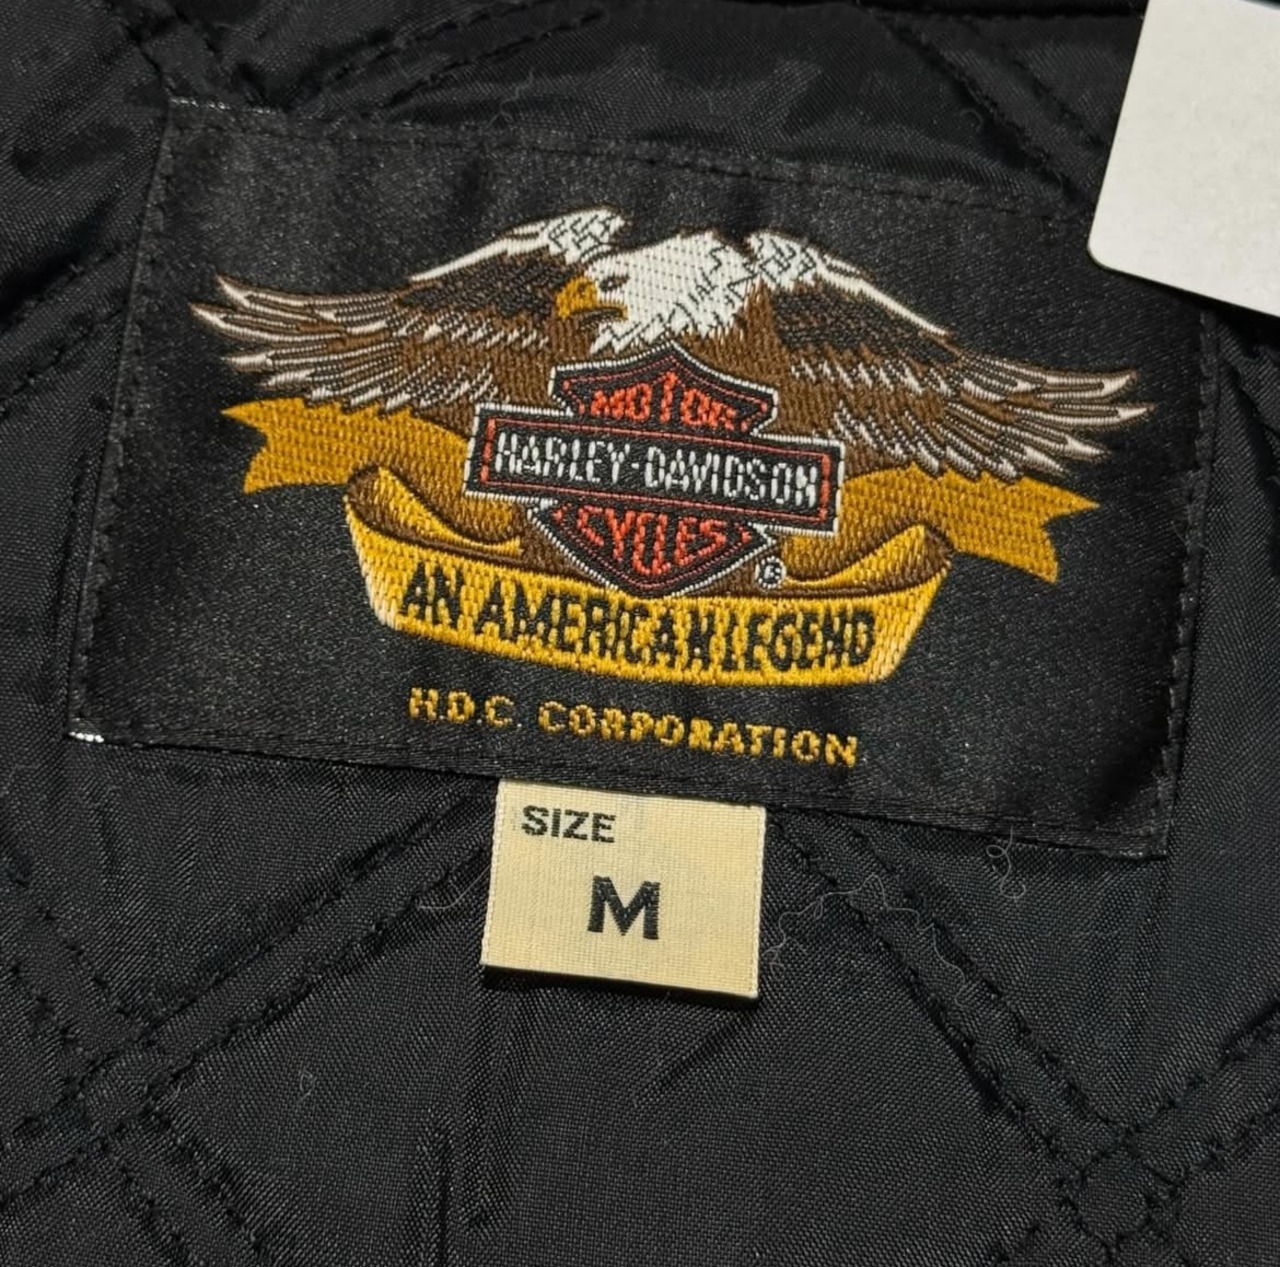 MOTOR
HARLEY-DAVIDSON
CYCLES
®
AN AMERICAN LEGEND
H.D.C. CORPORATION
SIZE
M